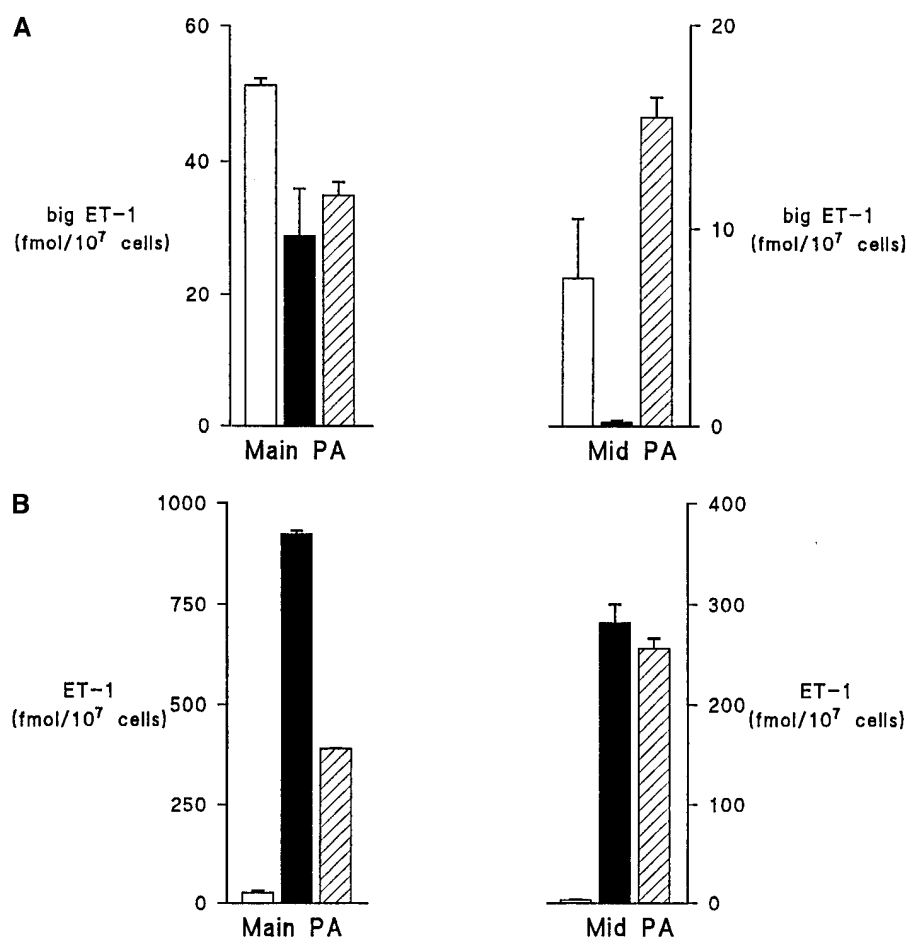 A
60
40
20
0
big ET-1
(fmol/10⁷ cells)
Main PA
20
10
0
big ET-1
(fmol/10⁷ cells)
Mid PA
B
1000
750
500
250
0
ET-1
(fmol/10⁷ cells)
Main PA
400
300
200
100
0
ET-1
(fmol/10⁷ cells)
Mid PA